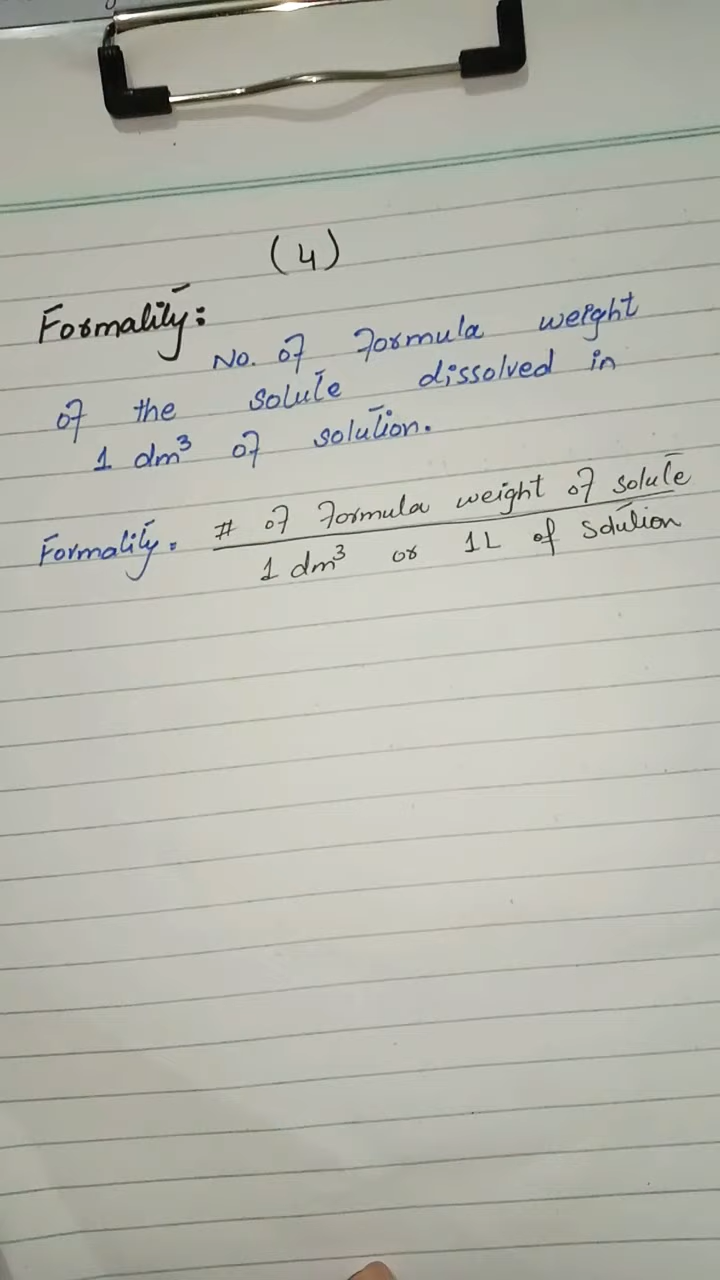 (4)
Formality:
No. of Formula weight
of the solute dissolved in
1 dm³ of solution.
Formality = # of Formula weight of solute
1 dm³ or 1L of solution